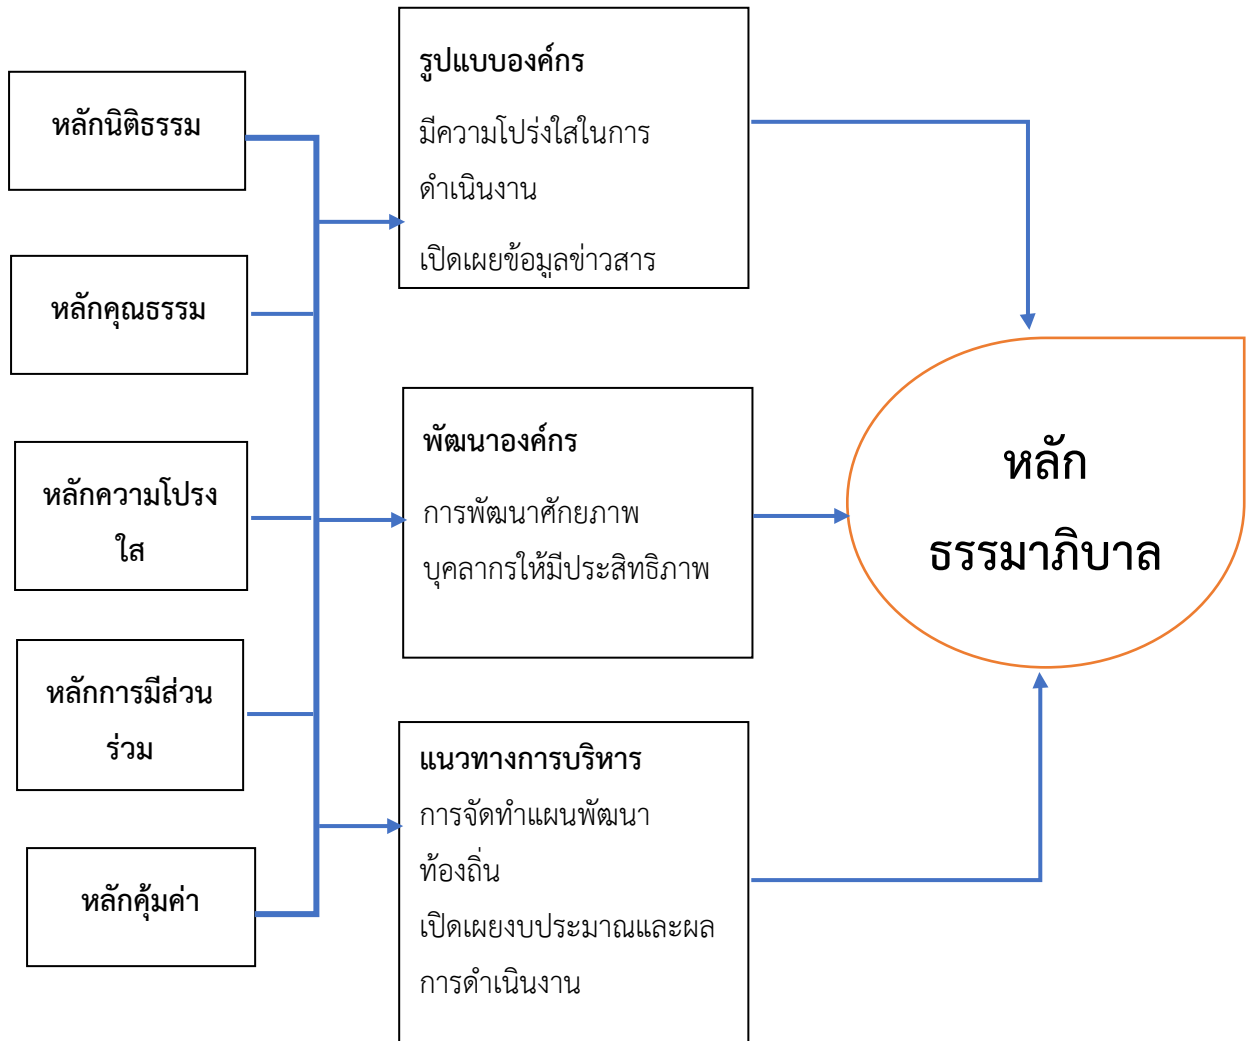 หลักนิติธรรม
หลักคุณธรรม
หลักความโปรง
ใส
หลักการมีส่วน
ร่วม
หลักคุ้มค่า
รูปแบบองค์กร
มีความโปร่งใสในการ
ดำเนินงาน
เปิดเผยข้อมูลข่าวสาร
พัฒนาองค์กร
การพัฒนาศักยภาพ
บุคลากรให้มีประสิทธิภาพ
แนวทางการบริหาร
การจัดทำแผนพัฒนา
ท้องถิ่น
เปิดเผยงบประมาณและผล
การดำเนินงาน
หลัก
ธรรมาภิบาล